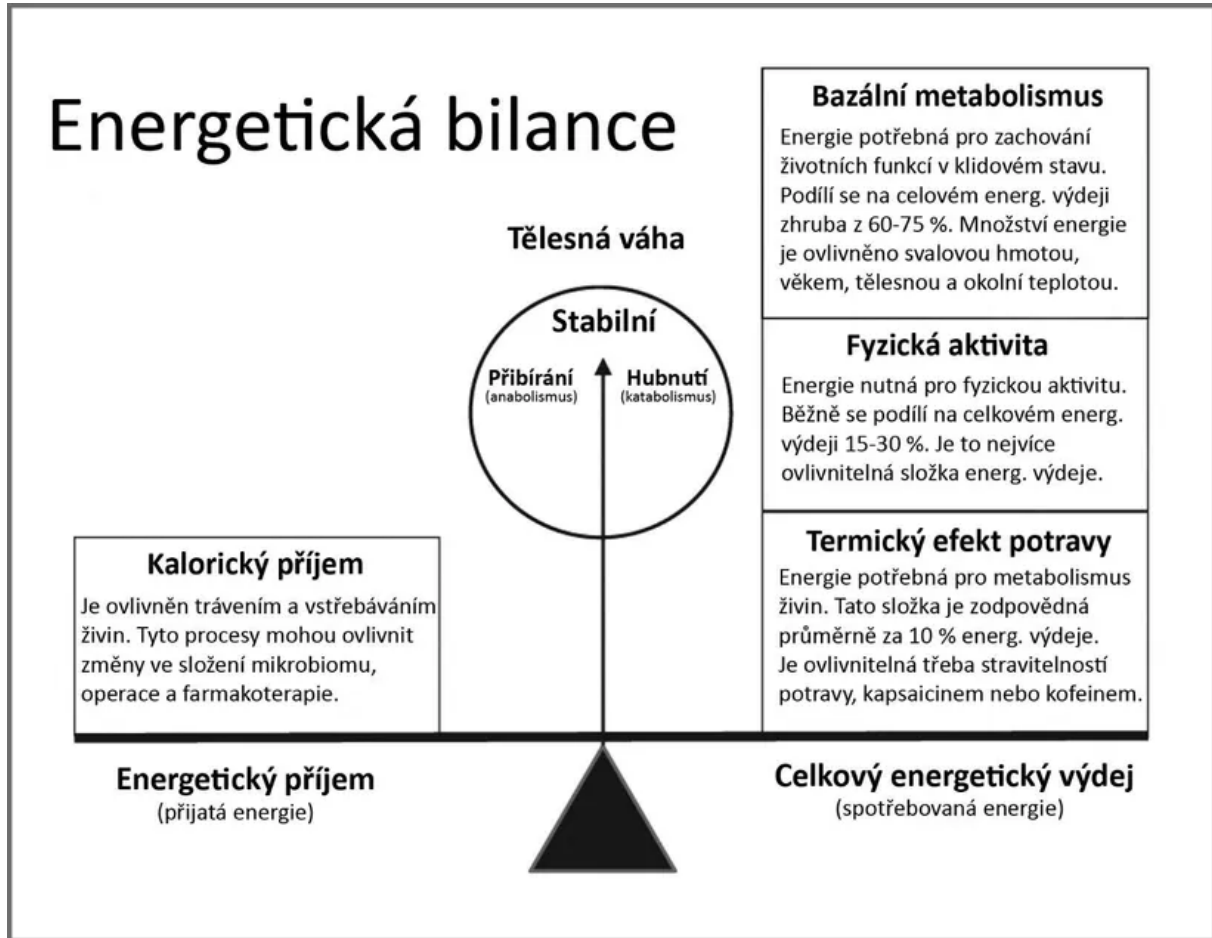 Energetická bilance
Tělesná váha
Stabilní
Přibírání
(anabolismus)
Hubnutí
(katabolismus)
Kalorický příjem
Je ovlivněn trávením a vstřebáváním
živin. Tyto procesy mohou ovlivnit
změny ve složení mikrobiomu,
operace a farmakoterapie.
Energetický příjem
(přijatá energie)
Bazální metabolismus
Energie potřebná pro zachování
životních funkcí v klidovém stavu.
Podílí se na celovém energ. výdeji
zhruba z 60-75 %. Množství energie
je ovlivněno svalovou hmotou,
věkem, tělesnou a okolní teplotou.
Fyzická aktivita
Energie nutná pro fyzickou aktivitu.
Běžně se podílí na celkovém energ.
výdeji 15-30 %. Je to nejvíce
ovlivnitelná složka energ. výdeje.
Termický efekt potravy
Energie potřebná pro metabolismus
živin. Tato složka je zodpovědná
průměrně za 10 % energ. výdeje.
Je ovlivnitelná třeba stravitelností
potravy, kapsaicinem nebo kofeinem.
Celkový energetický výdej
(spotřebovaná energie)